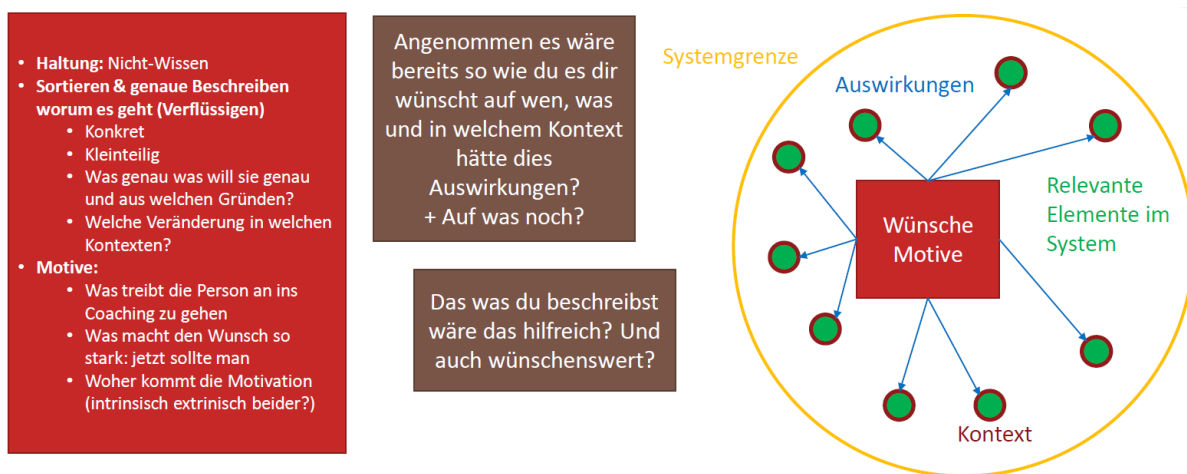 • Haltung: Nicht-Wissen
• Sortieren & genaue Beschreiben
worum es geht (Verflüssigen)
• Konkret
• Kleinteilig
• Was genau was will sie genau
und aus welchen Gründen?
• Welche Veränderung in welchen
Kontexten?
• Motive:
• Was treibt die Person an ins
Coaching zu gehen
• Was macht den Wunsch so
stark: jetzt sollte man
• Woher kommt die Motivation
(intrinsisch extrinisch beider?)
Angenommen es wäre
bereits so wie du es dir
wünscht auf wen, was
und in welchem Kontext
hätte dies
Auswirkungen?
+ Auf was noch?
Das was du beschreibst
wäre das hilfreich? Und
auch wünschenswert?
Systemgrenze
Auswirkungen
Relevante
Elemente im
System
Wünsche
Motive
Kontext